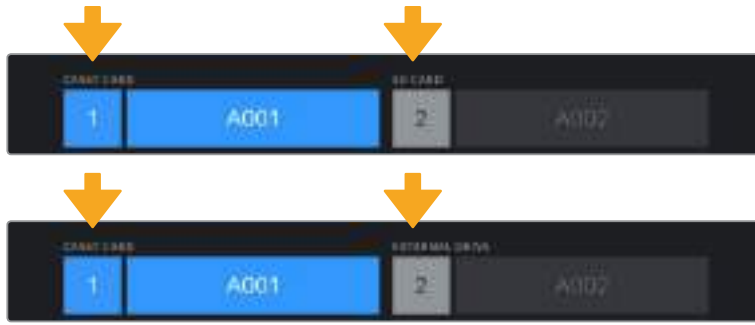 CFAST CARD SD CARD
1 A001 2 A002
CFAST CARD EXTERNAL DRIVE
1 A001 2 A002